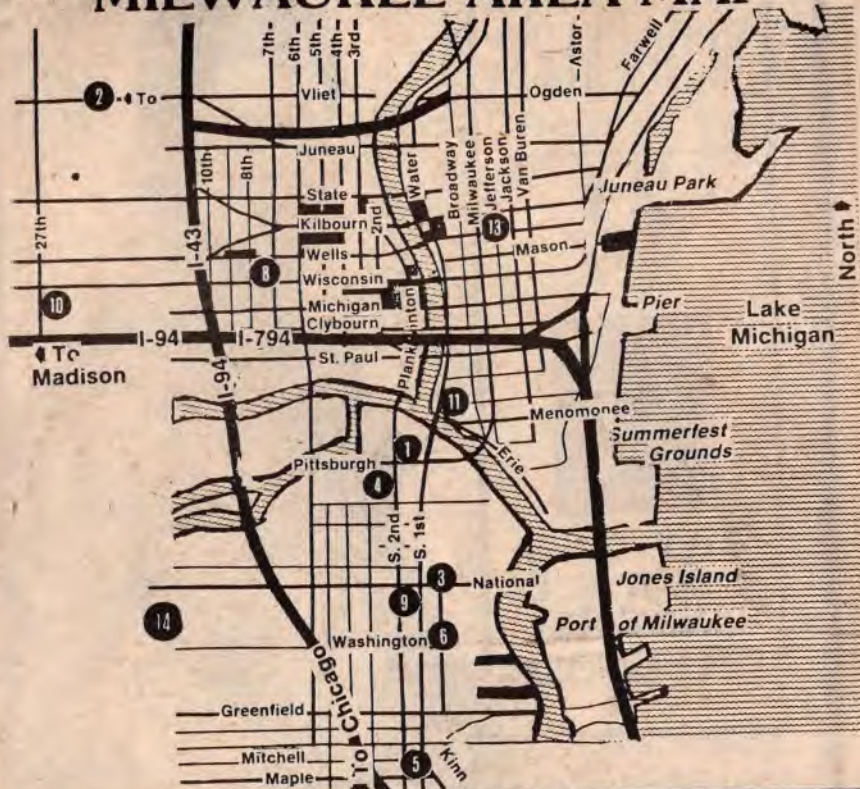 MILWAUKEE AREA MAP
7th
6th
5th
4th
3rd
Astor
Farwell
2
To
Vliet
Ogden
Juneau
10th
8th
Water
Broadway
Milwaukee
Jefferson
Jackson
Van Buren
Juneau Park
State
2nd
Kilbourn
13
27th
I-43
Wells
Mason
North
8
Wisconsin
10
Michigan
Plankinton
Pier
Lake
Michigan
Clybourn
I-94
I-794
To
Madison
St. Paul
I-94
11
Menomonee
Summerfest
Grounds
1
Erie
Pittsburgh
4
S. 2nd
S. 1st
3
National
Jones Island
9
14
Port of Milwaukee
Washington
6
To Chicago
Greenfield
Mitchell
5
Kinn
Maple